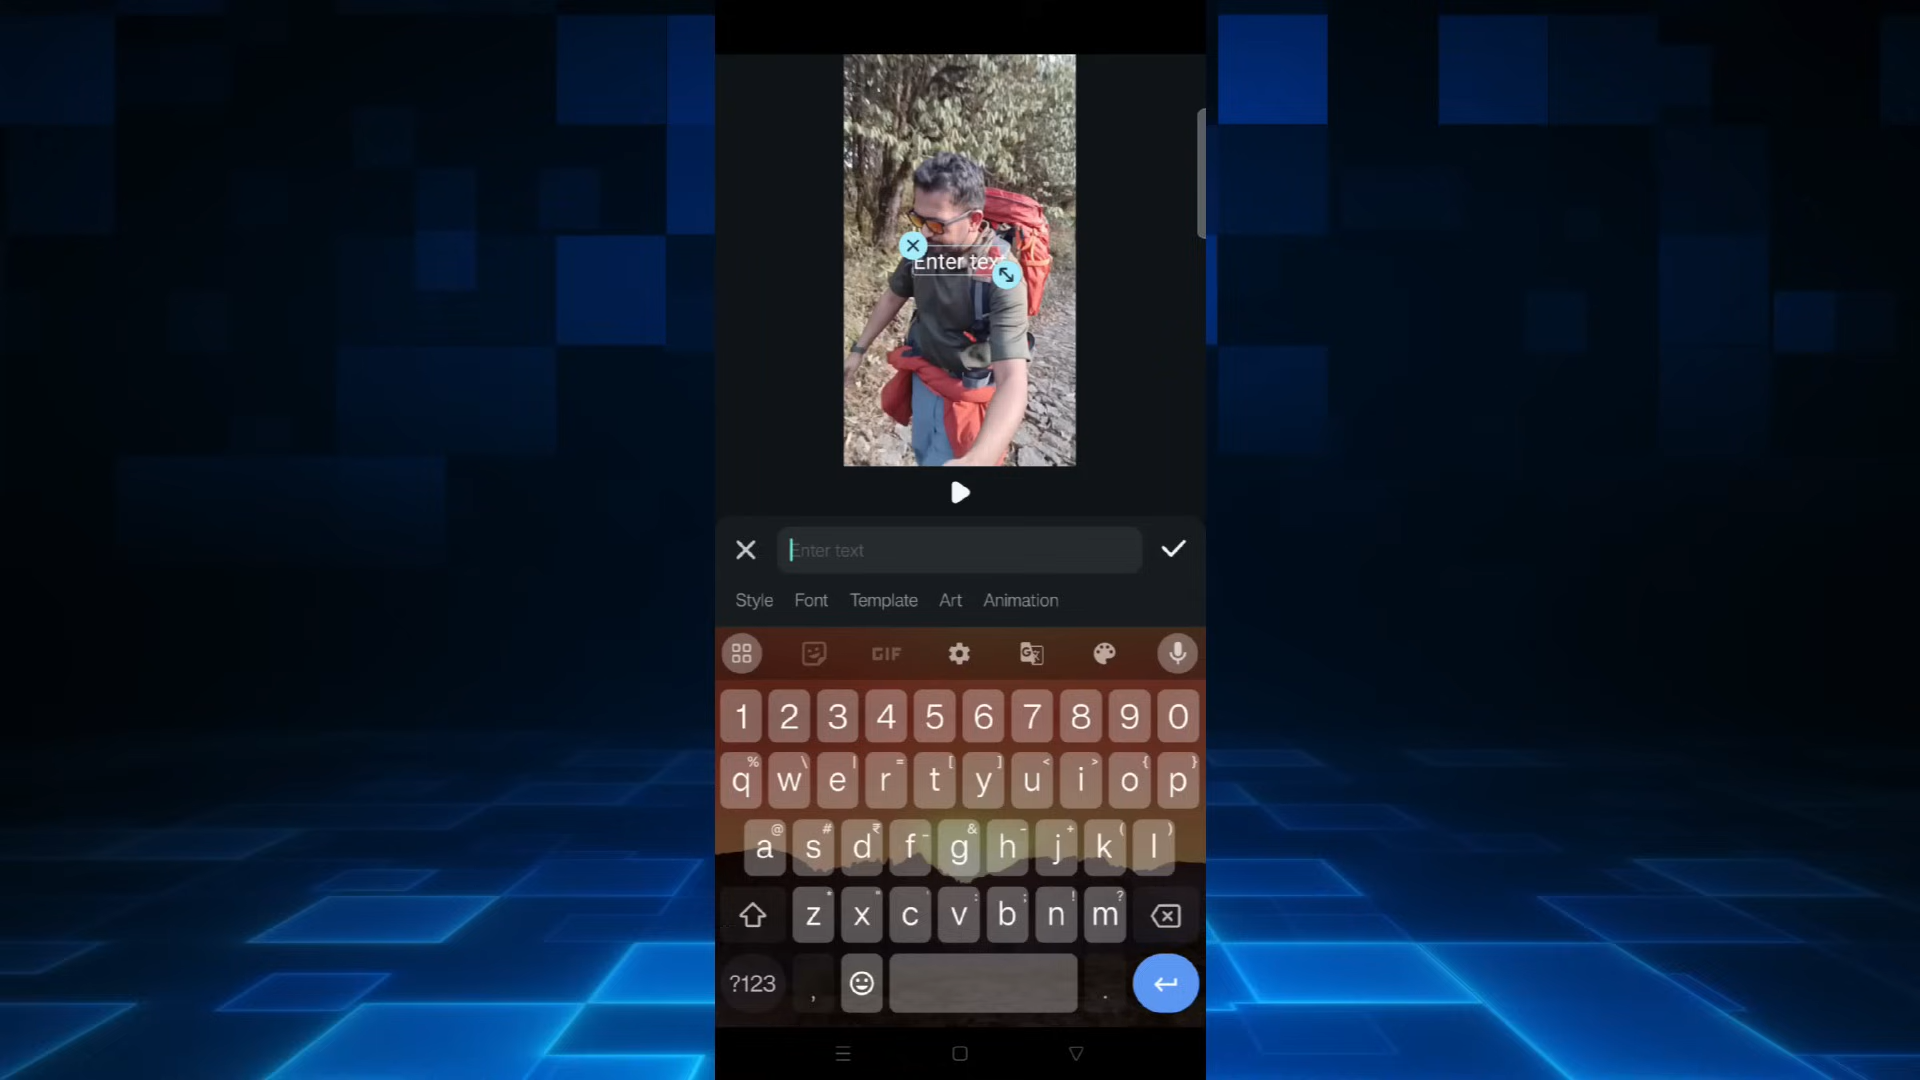 Enter text
Enter text
Style Font Template Art Animation
GIF G
1 2 3 4 5 6 7 8 9 0
% \ | = [ ] < > { }
q w e r t y u i o p
@ # ₹ _ & - + ( )
a s d f g h j k l
* " ' : ; ! ?
z x c v b n m
?123 , .